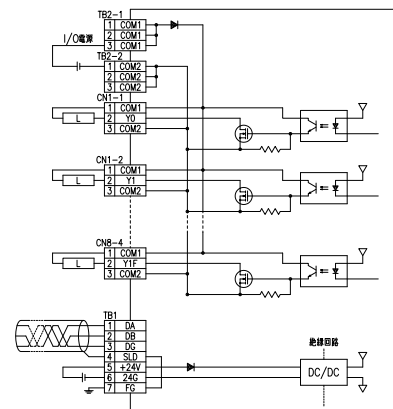 TB2-1
1 COM1
2 COM1
3 COM1
I/O電源
TB2-2
1 COM2
2 COM2
3 COM2
CN1-1
1 COM1
L 2 Y0
3 COM2
CN1-2
1 COM1
L 2 Y1
3 COM2
CN8-4
1 COM1
L 2 Y1F
3 COM2
TB1
1 DA
2 DB
3 DG
4 SLD
5 +24V
6 24G
7 FG
絶縁回路
DC/DC